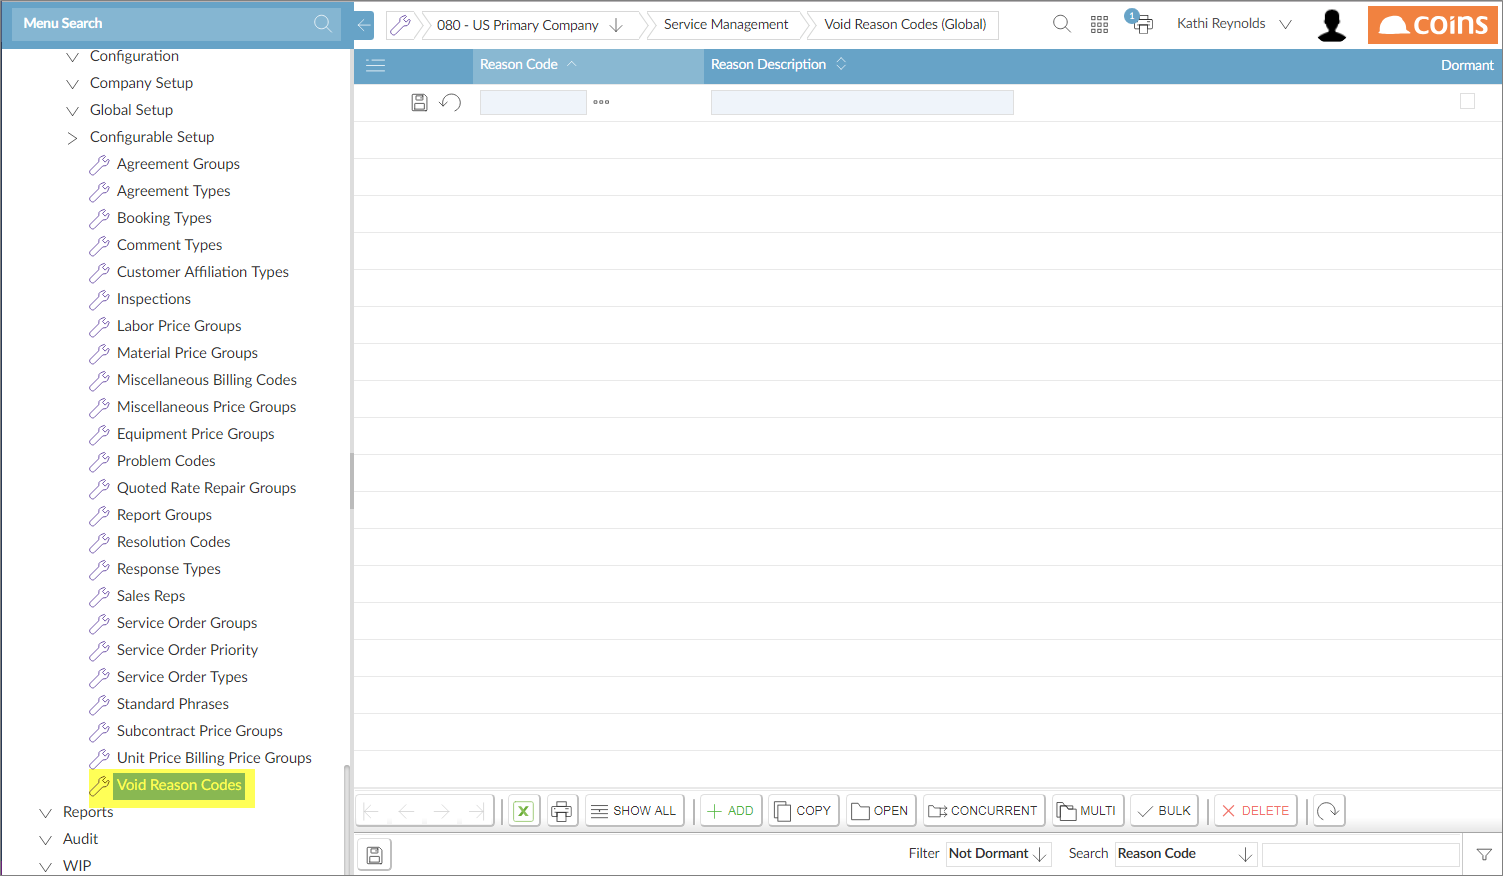 Menu Search
080 - US Primary Company
Service Management
Void Reason Codes (Global)
1
Kathi Reynolds
coins
Configuration
Company Setup
Global Setup
Configurable Setup
Agreement Groups
Agreement Types
Booking Types
Comment Types
Customer Affiliation Types
Inspections
Labor Price Groups
Material Price Groups
Miscellaneous Billing Codes
Miscellaneous Price Groups
Equipment Price Groups
Problem Codes
Quoted Rate Repair Groups
Report Groups
Resolution Codes
Response Types
Sales Reps
Service Order Groups
Service Order Priority
Service Order Types
Standard Phrases
Subcontract Price Groups
Unit Price Billing Price Groups
Void Reason Codes
Reports
Audit
WIP
Reason Code
Reason Description
Dormant
X
SHOW ALL
ADD
COPY
OPEN
CONCURRENT
MULTI
BULK
DELETE
Filter
Not Dormant
Search
Reason Code